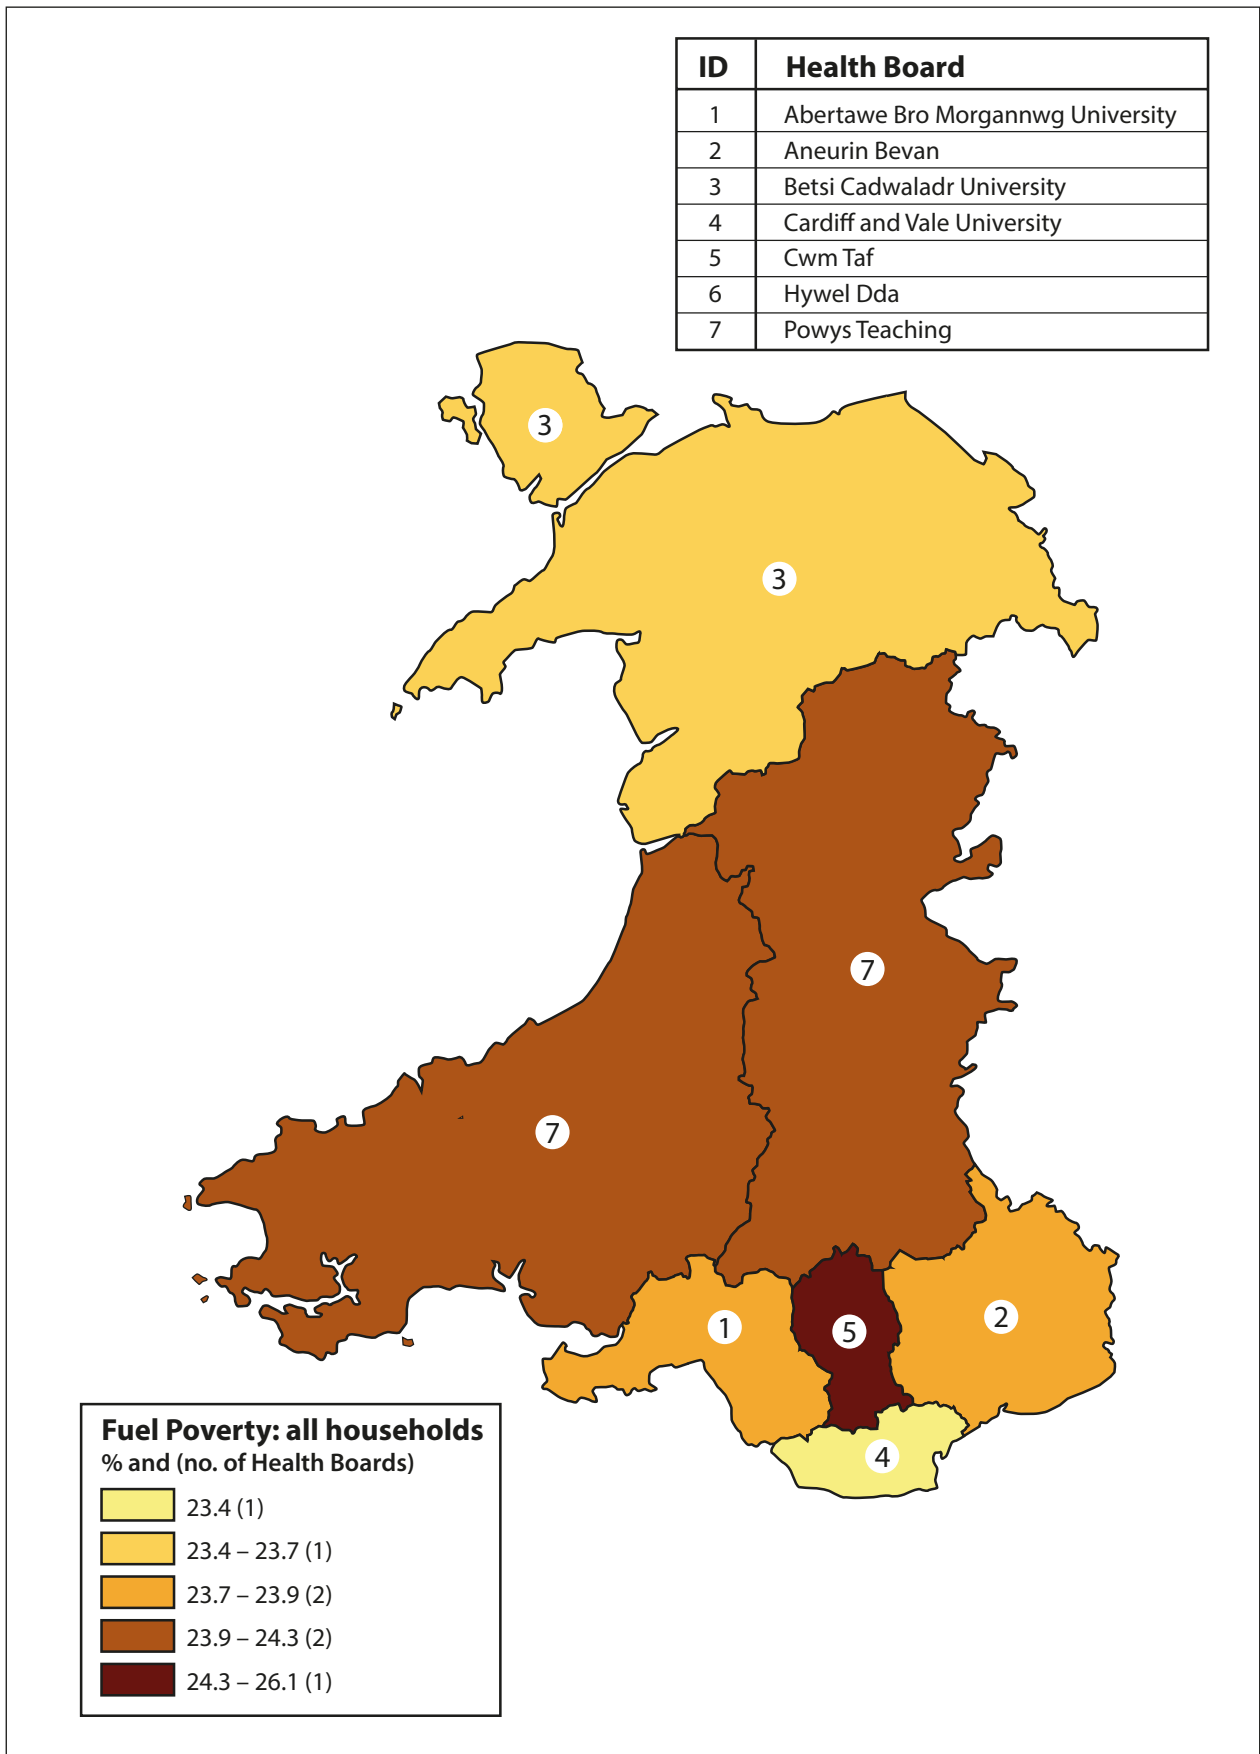 ID Health Board
1 Abertawe Bro Morgannwg University
2 Aneurin Bevan
3 Betsi Cadwaladr University
4 Cardiff and Vale University
5 Cwm Taf
6 Hywel Dda
7 Powys Teaching
3
3
7
7
1
5
2
4
Fuel Poverty: all households
% and (no. of Health Boards)
23.4 (1)
23.4 – 23.7 (1)
23.7 – 23.9 (2)
23.9 – 24.3 (2)
24.3 – 26.1 (1)